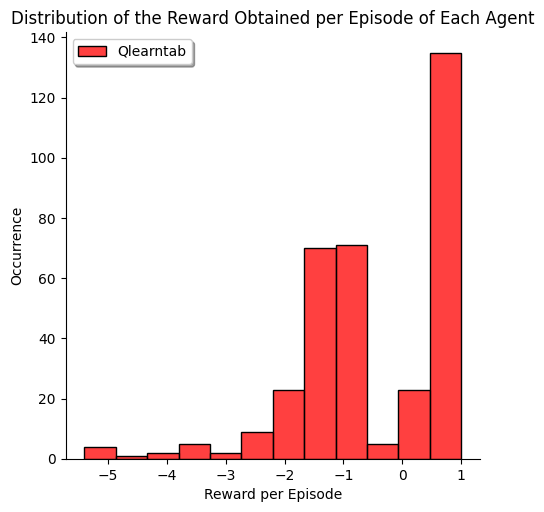 Distribution of the Reward Obtained per Episode of Each Agent
Qlearntab
140
120
100
80
60
40
20
0
Occurrence
−5 −4 −3 −2 −1 0 1
Reward per Episode